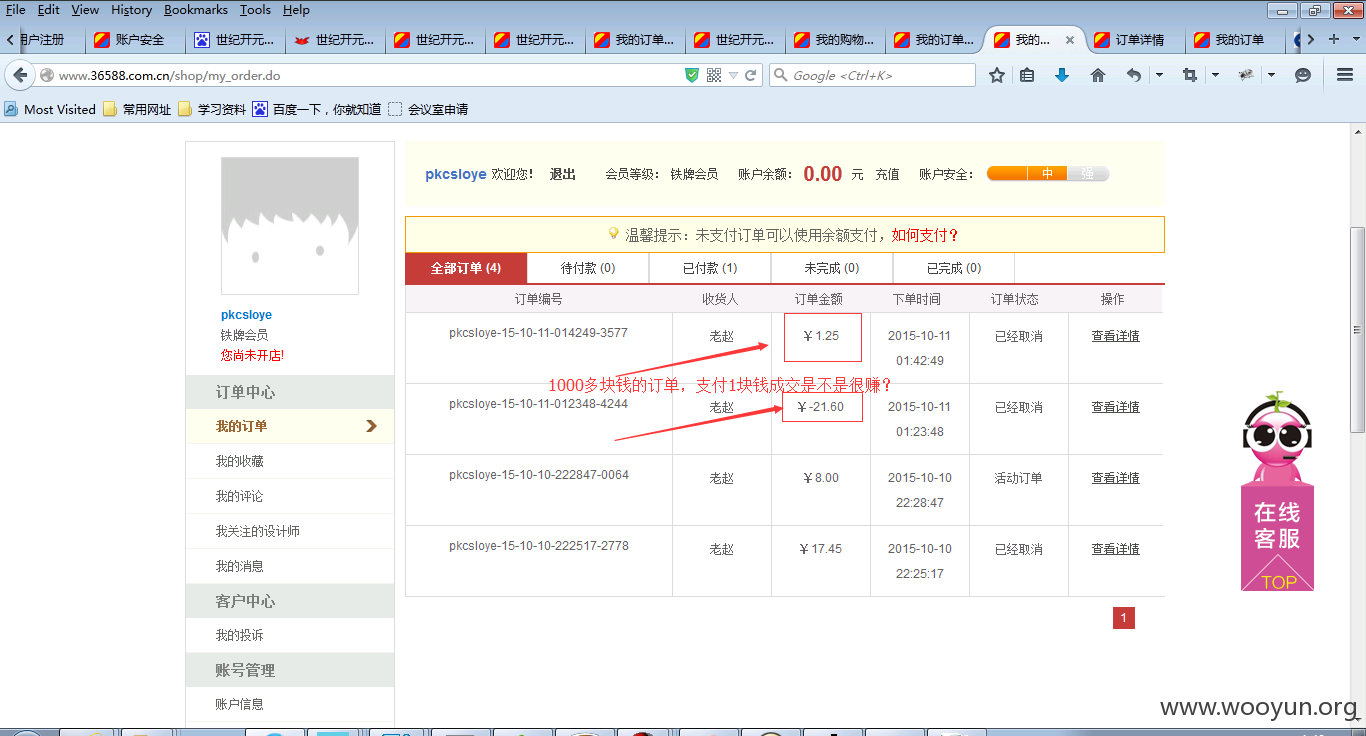 File Edit View History Bookmarks Tools Help
用户注册 账户安全 世纪开元... 世纪开元... 世纪开元... 世纪开元... 我的订单... 世纪开元... 我的购物... 我的订单... 我的... 订单详情 我的订单
www.36588.com.cn/shop/my_order.do Google <Ctrl+K>
Most Visited 常用网址 学习资料 百度一下，你就知道 会议室申请
pkcsloye 欢迎您！ 退出 会员等级： 铁牌会员 账户余额： 0.00 元 充值 账户安全： 中 强
温馨提示：未支付订单可以使用余额支付，如何支付？
全部订单 (4) 待付款 (0) 已付款 (1) 未完成 (0) 已完成 (0)
订单编号 收货人 订单金额 下单时间 订单状态 操作
pkcsloye-15-10-11-014249-3577 老赵 ￥1.25 2015-10-11 已经取消 查看详情
01:42:49
1000多块钱的订单，支付1块钱成交是不是很赚？
pkcsloye-15-10-11-012348-4244 老赵 ￥-21.60 2015-10-11 已经取消 查看详情
01:23:48
pkcsloye-15-10-10-222847-0064 老赵 ￥8.00 2015-10-10 活动订单 查看详情
22:28:47
pkcsloye-15-10-10-222517-2778 老赵 ￥17.45 2015-10-10 已经取消 查看详情
22:25:17
1
pkcsloye
铁牌会员
您尚未开店!
订单中心
我的订单
我的收藏
我的评论
我关注的设计师
我的消息
客户中心
我的投诉
账号管理
账户信息
在线
客服
TOP
www.wooyun.org